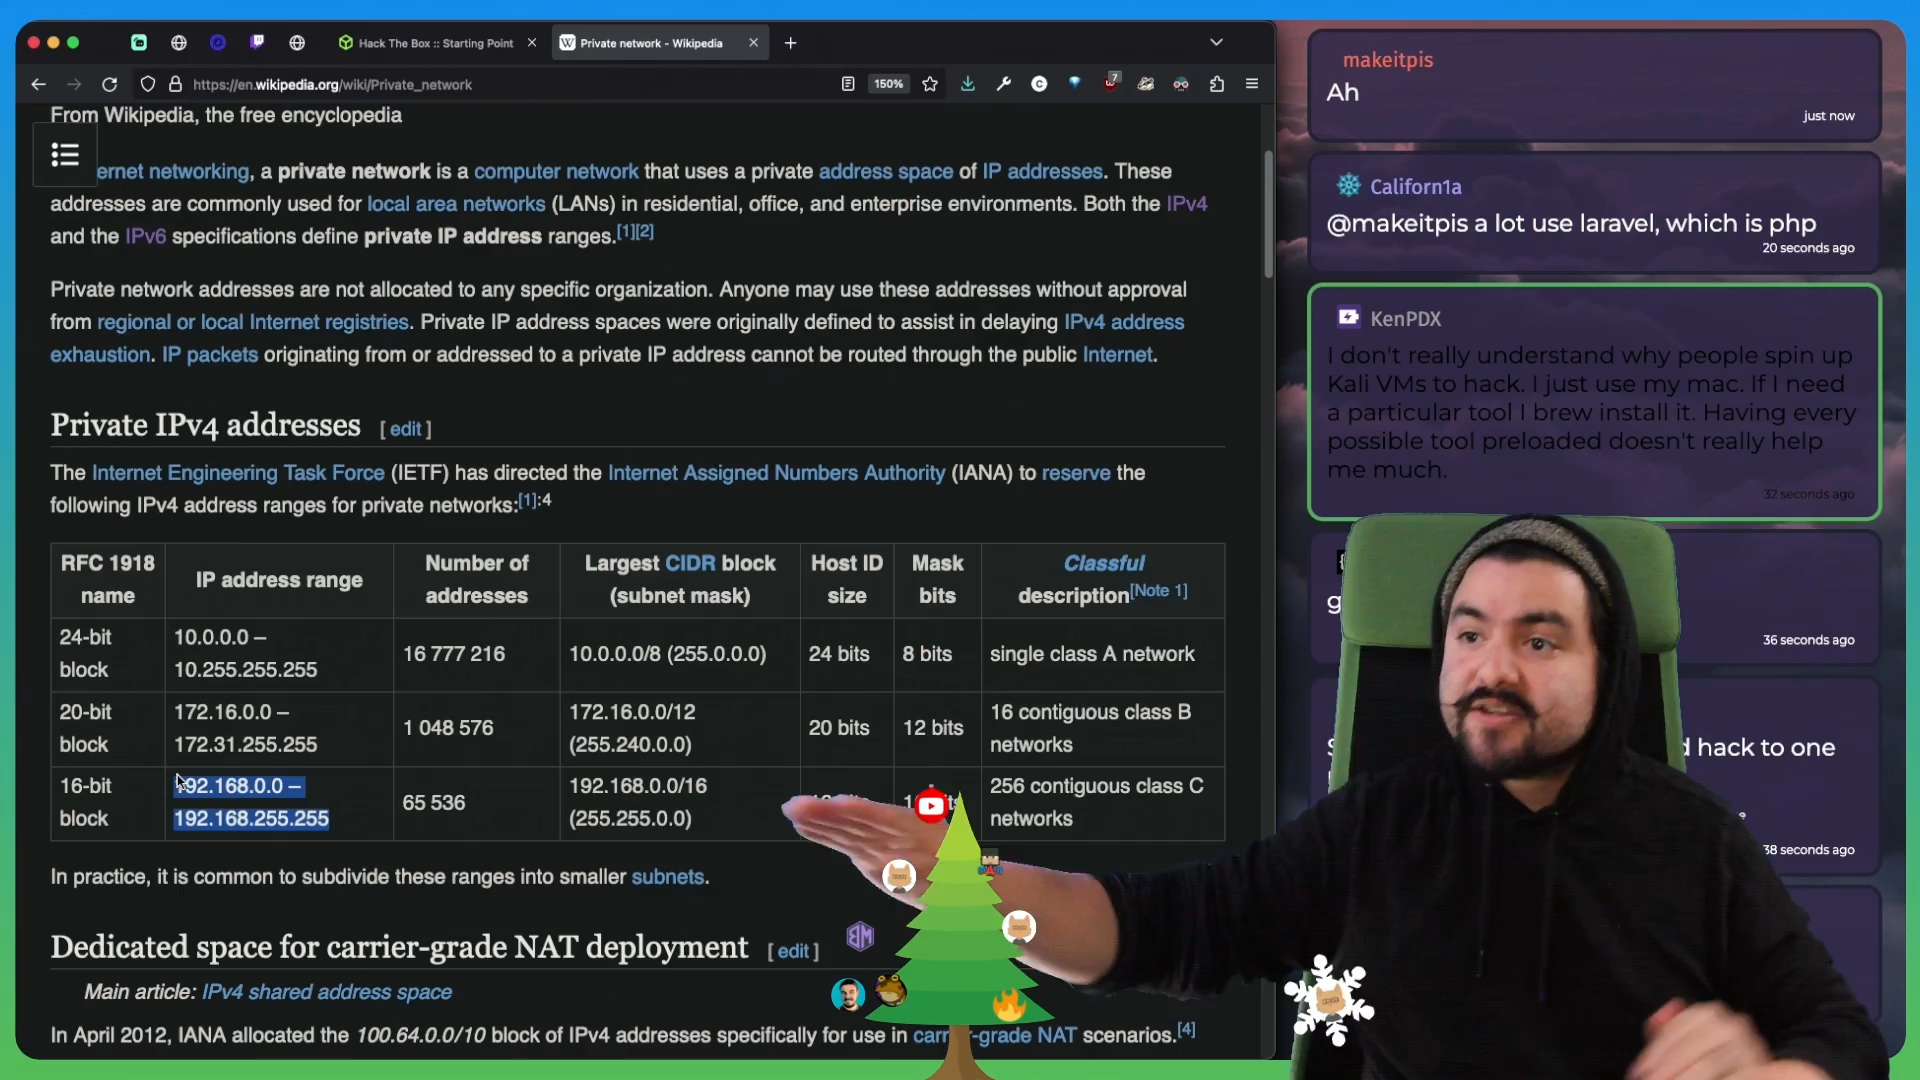 Hack The Box :: Starting Point
Private network - Wikipedia
https://en.wikipedia.org/wiki/Private_network
150%
7
From Wikipedia, the free encyclopedia
ernet networking, a private network is a computer network that uses a private address space of IP addresses. These
addresses are commonly used for local area networks (LANs) in residential, office, and enterprise environments. Both the IPv4
and the IPv6 specifications define private IP address ranges.[1][2]
Private network addresses are not allocated to any specific organization. Anyone may use these addresses without approval
from regional or local Internet registries. Private IP address spaces were originally defined to assist in delaying IPv4 address
exhaustion. IP packets originating from or addressed to a private IP address cannot be routed through the public Internet.
Private IPv4 addresses [ edit ]
The Internet Engineering Task Force (IETF) has directed the Internet Assigned Numbers Authority (IANA) to reserve the
following IPv4 address ranges for private networks:[1]:4
RFC 1918 name
IP address range
Number of addresses
Largest CIDR block (subnet mask)
Host ID size
Mask bits
Classful description[Note 1]
24-bit block
10.0.0.0 –
10.255.255.255
16 777 216
10.0.0.0/8 (255.0.0.0)
24 bits
8 bits
single class A network
20-bit block
172.16.0.0 –
172.31.255.255
1 048 576
172.16.0.0/12
(255.240.0.0)
20 bits
12 bits
16 contiguous class B
networks
16-bit block
192.168.0.0 –
192.168.255.255
65 536
192.168.0.0/16
(255.255.0.0)
256 contiguous class C
networks
In practice, it is common to subdivide these ranges into smaller subnets.
Dedicated space for carrier-grade NAT deployment [ edit ]
Main article: IPv4 shared address space
In April 2012, IANA allocated the 100.64.0.0/10 block of IPv4 addresses specifically for use in carrier-grade NAT scenarios.[4]
makeitpis
Ah
just now
Californ1a
@makeitpis a lot use laravel, which is php
20 seconds ago
KenPDX
I don't really understand why people spin up
Kali VMs to hack. I just use my mac. If I need
a particular tool I brew install it. Having every
possible tool preloaded doesn't really help
me much.
32 seconds ago
36 seconds ago
hack to one
38 seconds ago